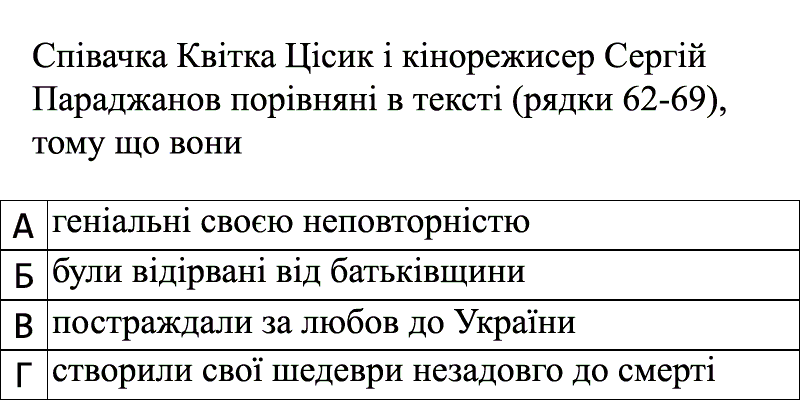 Співачка Квітка Цісик і кінорежисер Сергій
Параджанов порівняні в тексті (рядки 62-69),
тому що вони
А геніальні своєю неповторністю
Б були відірвані від батьківщини
В постраждали за любов до України
Г створили свої шедеври незадовго до смерті